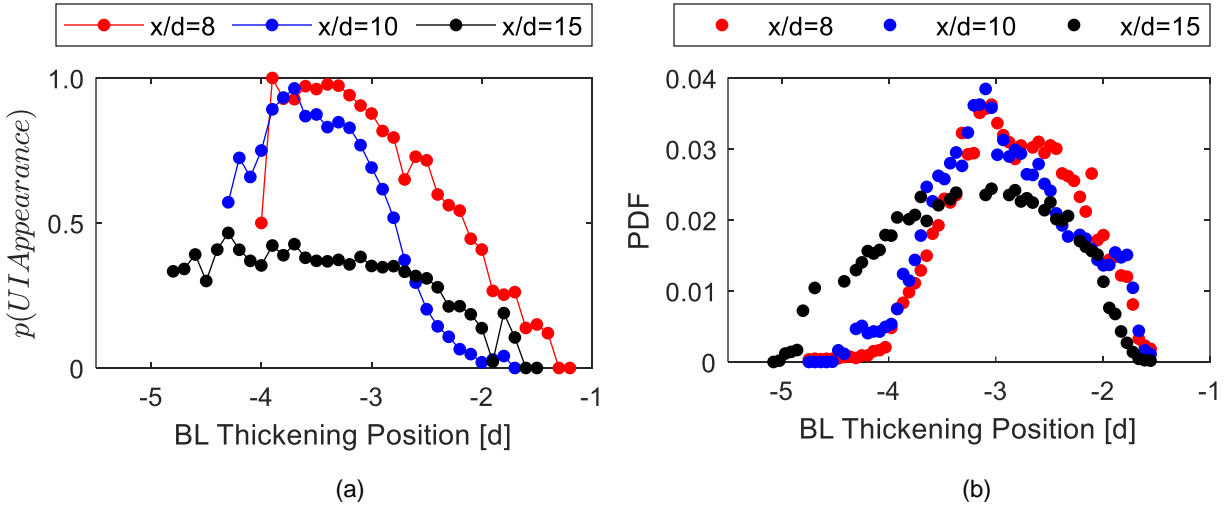 x/d=8 x/d=10 x/d=15
1.0
0.5
0
p(UIAppearance)
-5 -4 -3 -2 -1
BL Thickening Position [d]
(a)
x/d=8 x/d=10 x/d=15
0.04
0.03
0.02
0.01
0
PDF
-5 -4 -3 -2 -1
BL Thickening Position [d]
(b)